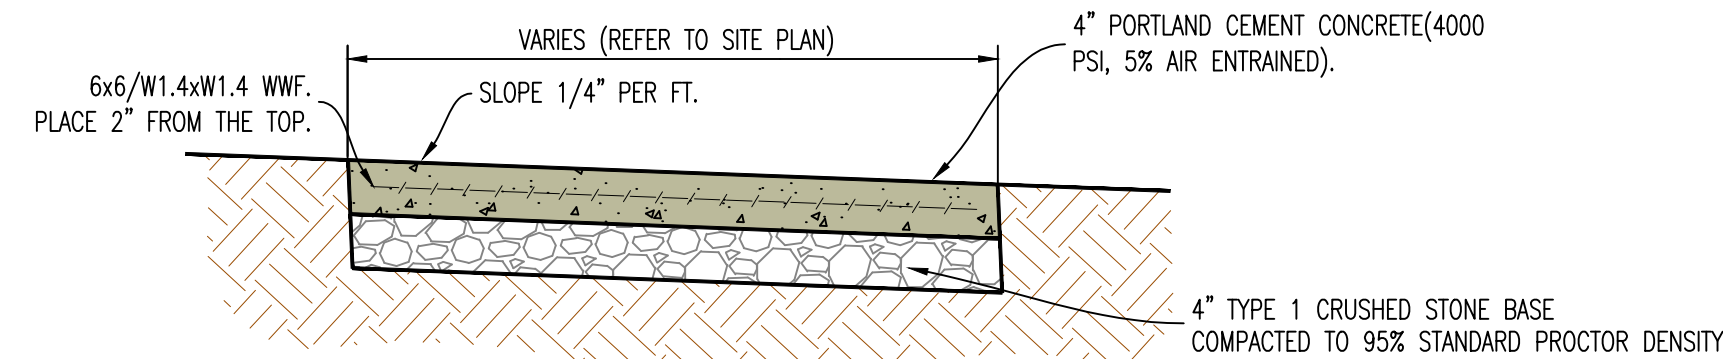 VARIES (REFER TO SITE PLAN)
4” PORTLAND CEMENT CONCRETE(4000
PSI, 5% AIR ENTRAINED).
6x6/W1.4xW1.4 WWF.
PLACE 2” FROM THE TOP.
SLOPE 1/4” PER FT.
4” TYPE 1 CRUSHED STONE BASE
COMPACTED TO 95% STANDARD PROCTOR DENSITY